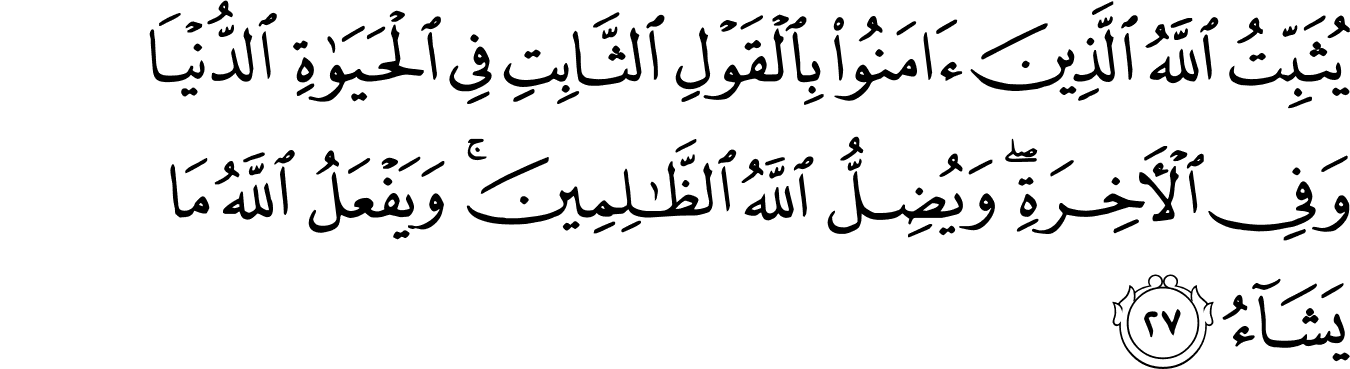 يُثَبِّتُ ٱللَّهُ ٱلَّذِينَ ءَامَنُوا۟ بِٱلْقَوْلِ ٱلثَّابِتِ فِى ٱلْحَيَوٰةِ ٱلدُّنْيَا
وَفِى ٱلْأَخِرَةِ ۖ وَيُضِلُّ ٱللَّهُ ٱلظَّـٰلِمِينَ ۚ وَيَفْعَلُ ٱللَّهُ مَا
يَشَآءُ ٢٧